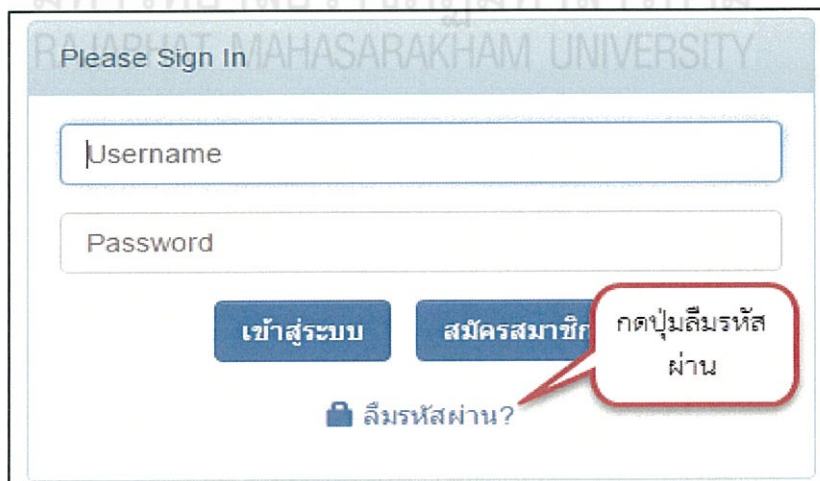 RAJABHAT MAHASARAKHAM UNIVERSITY
Please Sign In
Username
Password
เข้าสู่ระบบ
สมัครสมาชิก
กดปุ่มลืมรหัส
ผ่าน
ลืมรหัสผ่าน?